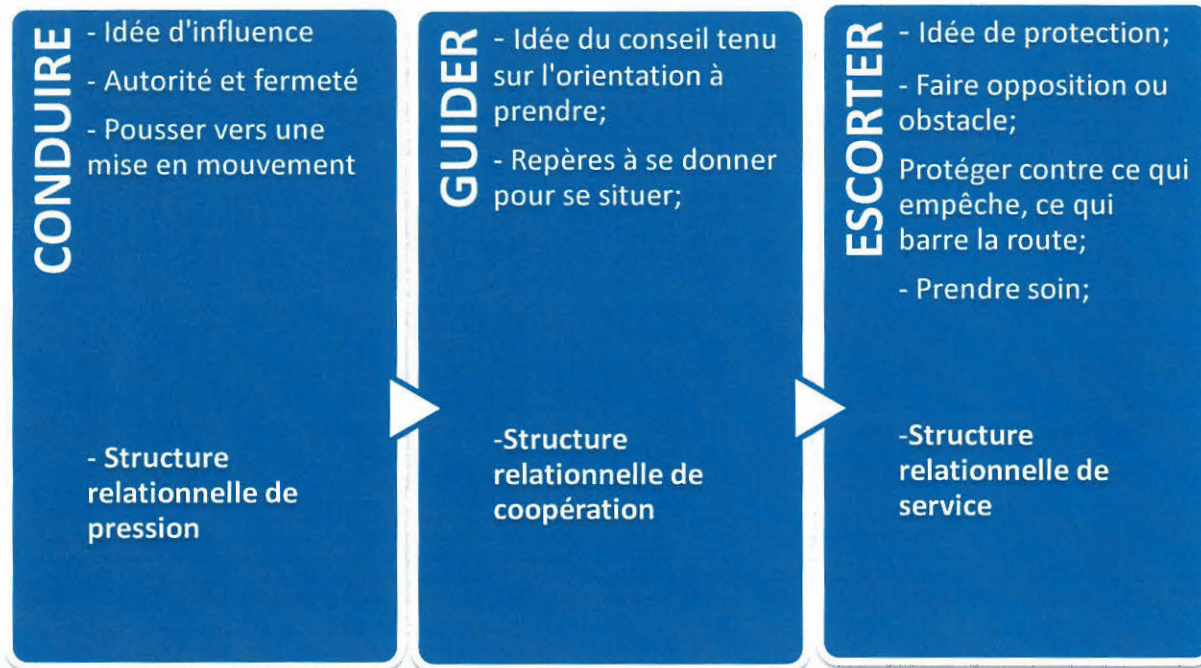 CONDUIRE
- Idée d'influence
- Autorité et fermeté
- Pousser vers une
mise en mouvement
- Structure
relationnelle de
pression
GUIDER
- Idée du conseil tenu
sur l'orientation à
prendre;
- Repères à se donner
pour se situer;
-Structure
relationnelle de
coopération
ESCORTER
- Idée de protection;
- Faire opposition ou
obstacle;
Protéger contre ce qui
empêche, ce qui
barre la route;
- Prendre soin;
-Structure
relationnelle de
service